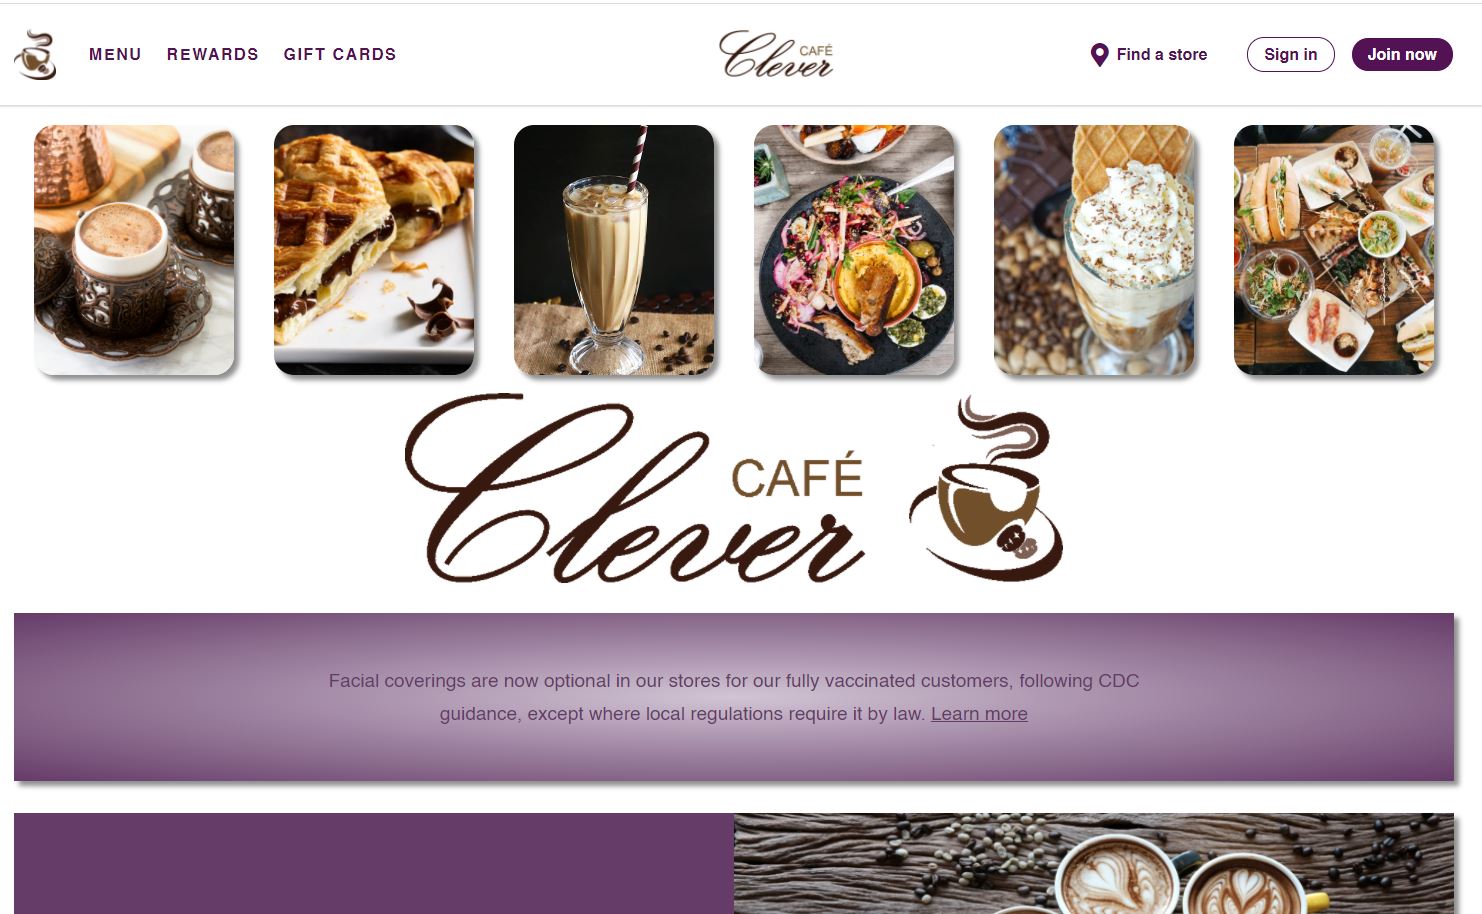 MENU REWARDS GIFT CARDS
Clever CAFÉ
Find a store
Sign in
Join now
Clever CAFÉ
Facial coverings are now optional in our stores for our fully vaccinated customers, following CDC
guidance, except where local regulations require it by law. Learn more